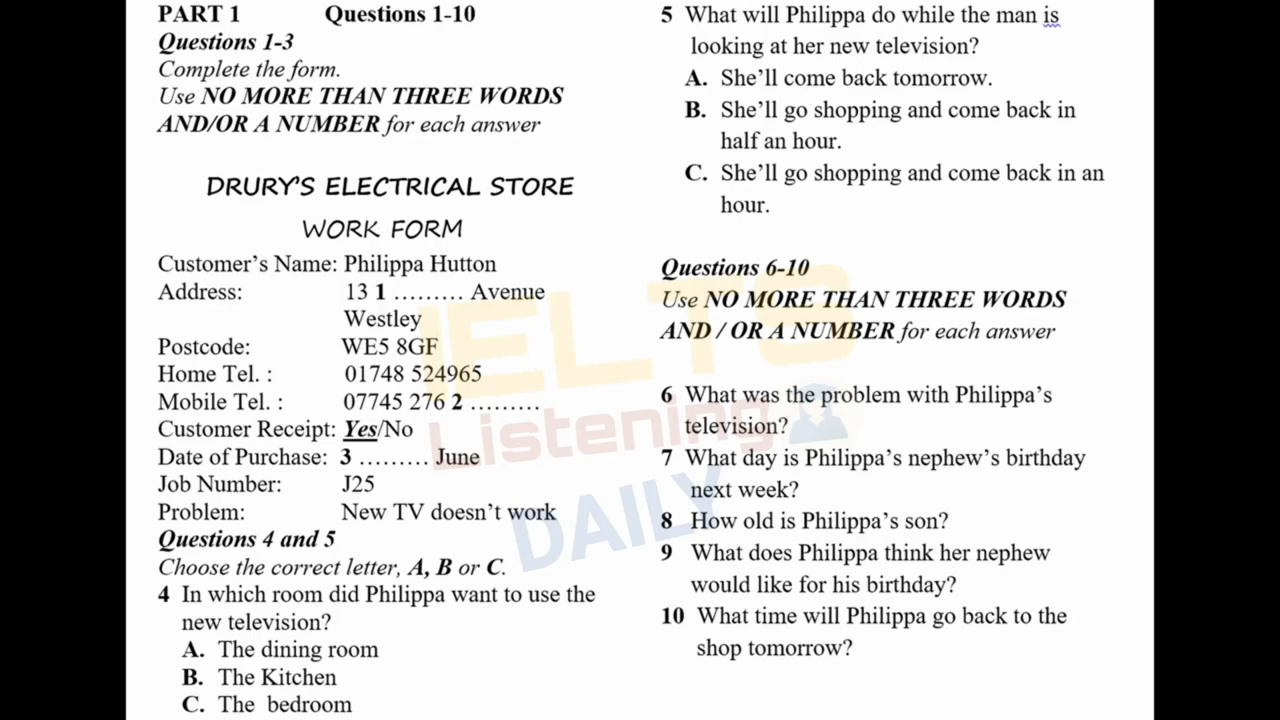 PART 1 Questions 1-10
Questions 1-3
Complete the form.
Use NO MORE THAN THREE WORDS
AND/OR A NUMBER for each answer
DRURY'S ELECTRICAL STORE
WORK FORM
Customer's Name: Philippa Hutton
Address: 13 1 ......... Avenue
Westley
Postcode: WE5 8GF
Home Tel. : 01748 524965
Mobile Tel. : 07745 276 2 .........
Customer Receipt: Yes/No
Date of Purchase: 3 ......... June
Job Number: J25
Problem: New TV doesn't work
Questions 4 and 5
Choose the correct letter, A, B or C.
4 In which room did Philippa want to use the
new television?
A. The dining room
B. The Kitchen
C. The bedroom
5 What will Philippa do while the man is
looking at her new television?
A. She'll come back tomorrow.
B. She'll go shopping and come back in
half an hour.
C. She'll go shopping and come back in an
hour.
Questions 6-10
Use NO MORE THAN THREE WORDS
AND / OR A NUMBER for each answer
6 What was the problem with Philippa's
television?
7 What day is Philippa's nephew's birthday
next week?
8 How old is Philippa's son?
9 What does Philippa think her nephew
would like for his birthday?
10 What time will Philippa go back to the
shop tomorrow?
IELTS
Listening
DAILY